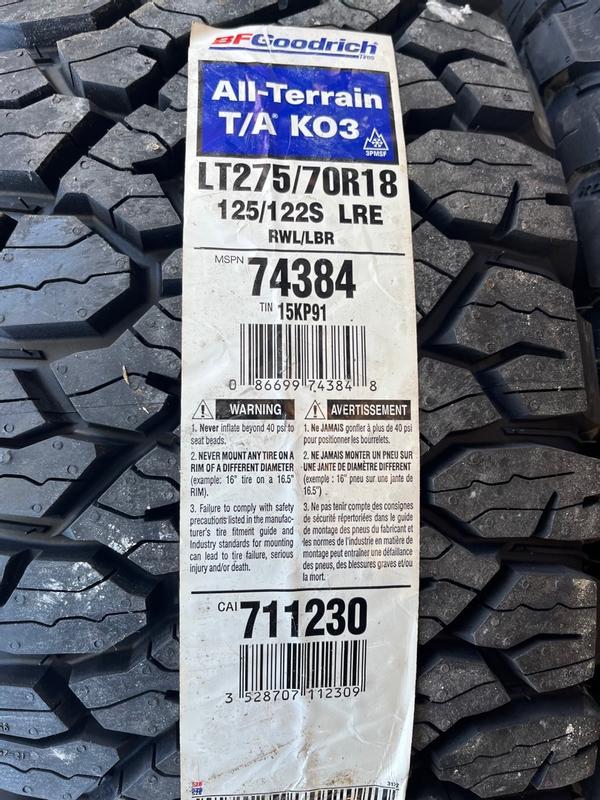 BFGoodrich
Tires
All-Terrain
T/A® KO3
3PMSF
LT275/70R18
125/122S LRE
RWL/LBR
MSPN 74384
TIN 15KP91
0 86699 74384 8
WARNING
1. Never inflate beyond 40 psi to
seat beads.
2. NEVER MOUNT ANY TIRE ON A
RIM OF A DIFFERENT DIAMETER
(example: 16" tire on a 16.5"
RIM).
3. Failure to comply with safety
precautions listed in the manufac-
turer's tire fitment guide and
Industry standards for mounting
can lead to tire failure, serious
injury and/or death.
AVERTISSEMENT
1. Ne JAMAIS gonfler à plus de 40 psi
pour positionner les bourrelets.
2. NE JAMAIS MONTER UN PNEU SUR
UNE JANTE DE DIAMÈTRE DIFFÉRENT
(exemple : 16" pneu sur une jante de
16.5")
3. Ne pas tenir compte des consignes
de sécurité répertoriées dans le guide
de montage des pneus du fabricant et
les normes de l'industrie en matière de
montage peut entraîner une défaillance
des pneus, des blessures graves et/ou
la mort.
CAI 711230
3 528707 112309
3102